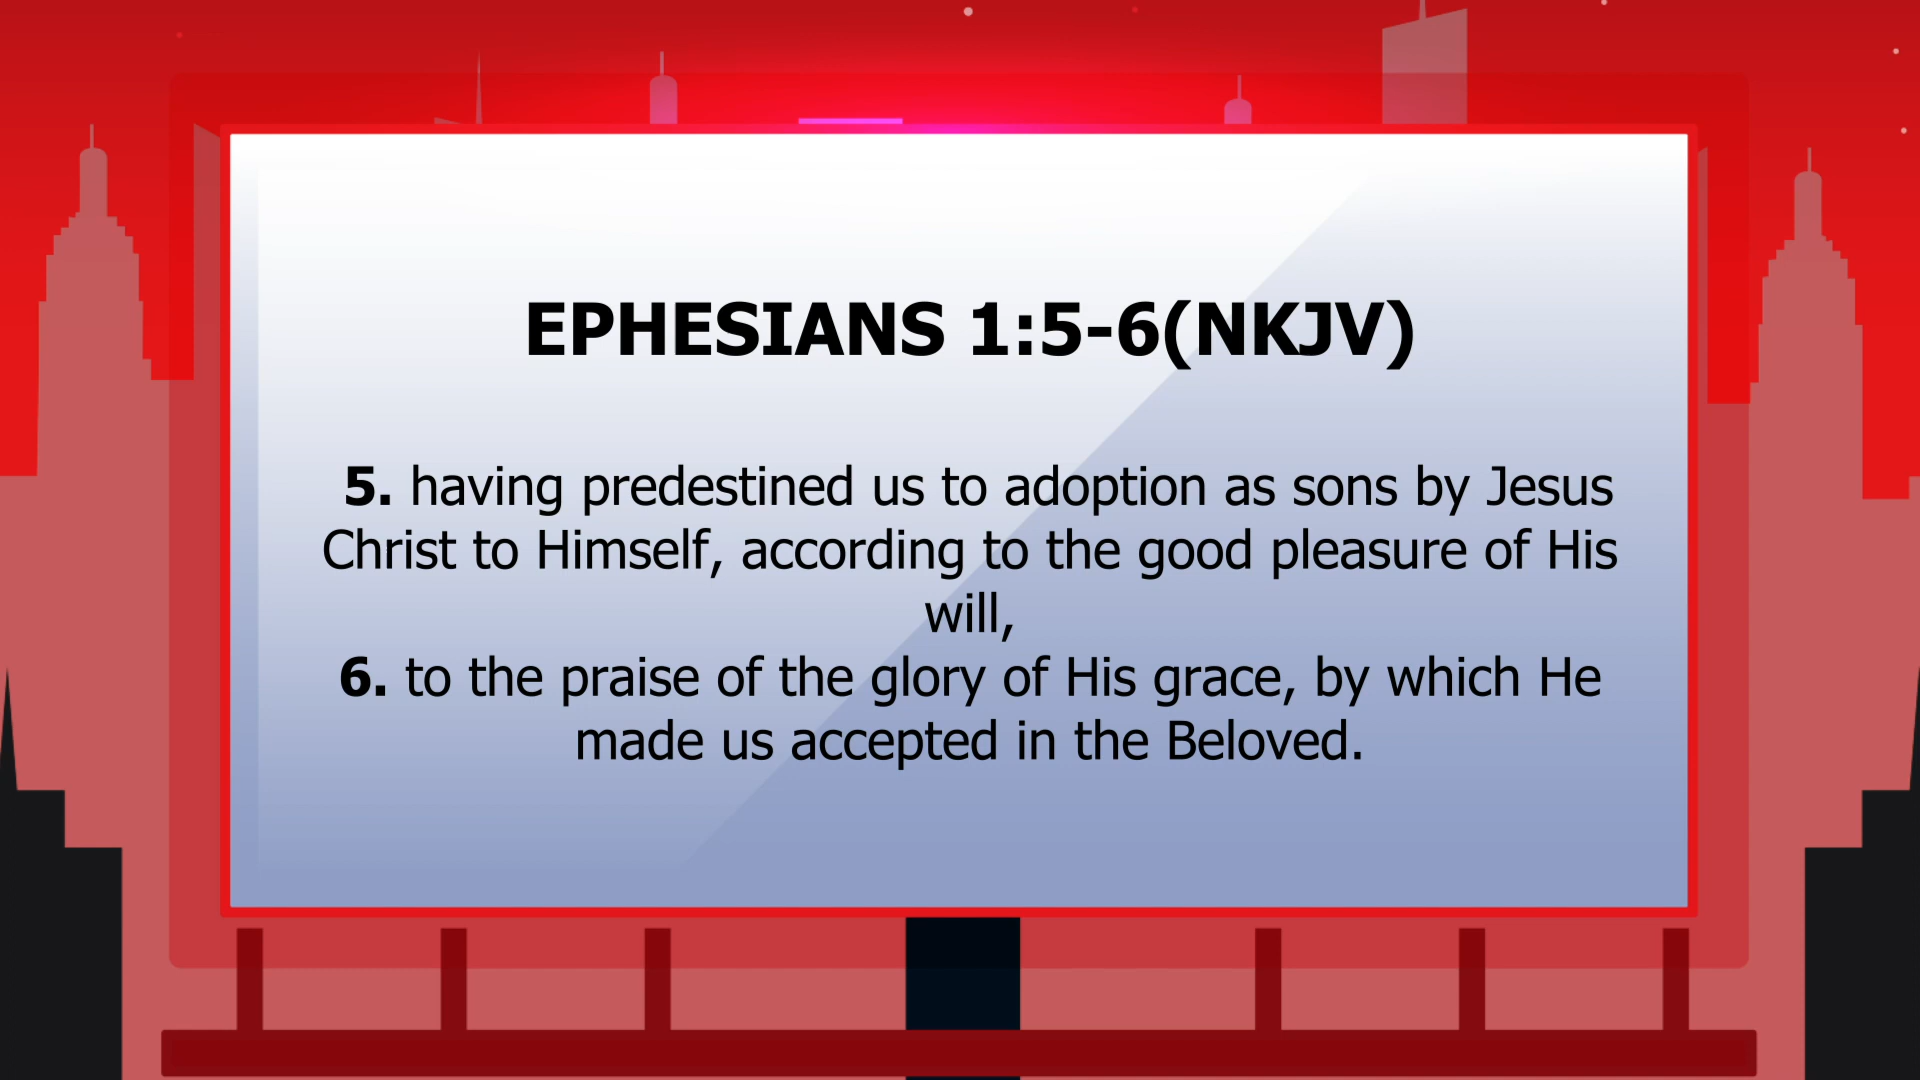 EPHESIANS 1:5-6(NKJV)
5. having predestined us to adoption as sons by Jesus
Christ to Himself, according to the good pleasure of His
will,
6. to the praise of the glory of His grace, by which He
made us accepted in the Beloved.